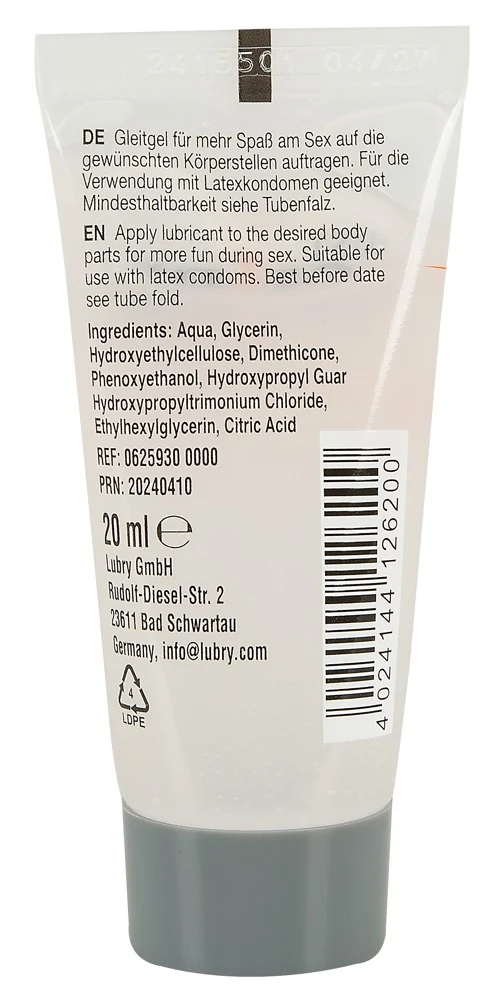 04/27
DE Gleitgel für mehr Spaß am Sex auf die
gewünschten Körperstellen auftragen. Für die
Verwendung mit Latexkondomen geeignet.
Mindesthaltbarkeit siehe Tubenfalz.
EN Apply lubricant to the desired body
parts for more fun during sex. Suitable for
use with latex condoms. Best before date
see tube fold.
Ingredients: Aqua, Glycerin,
Hydroxyethylcellulose, Dimethicone,
Phenoxyethanol, Hydroxypropyl Guar
Hydroxypropyltrimonium Chloride,
Ethylhexylglycerin, Citric Acid
REF: 0625930 0000
PRN: 20240410
20 ml ℮
Lubry GmbH
Rudolf-Diesel-Str. 2
23611 Bad Schwartau
Germany, info@lubry.com
4
LDPE
4 024144 126200